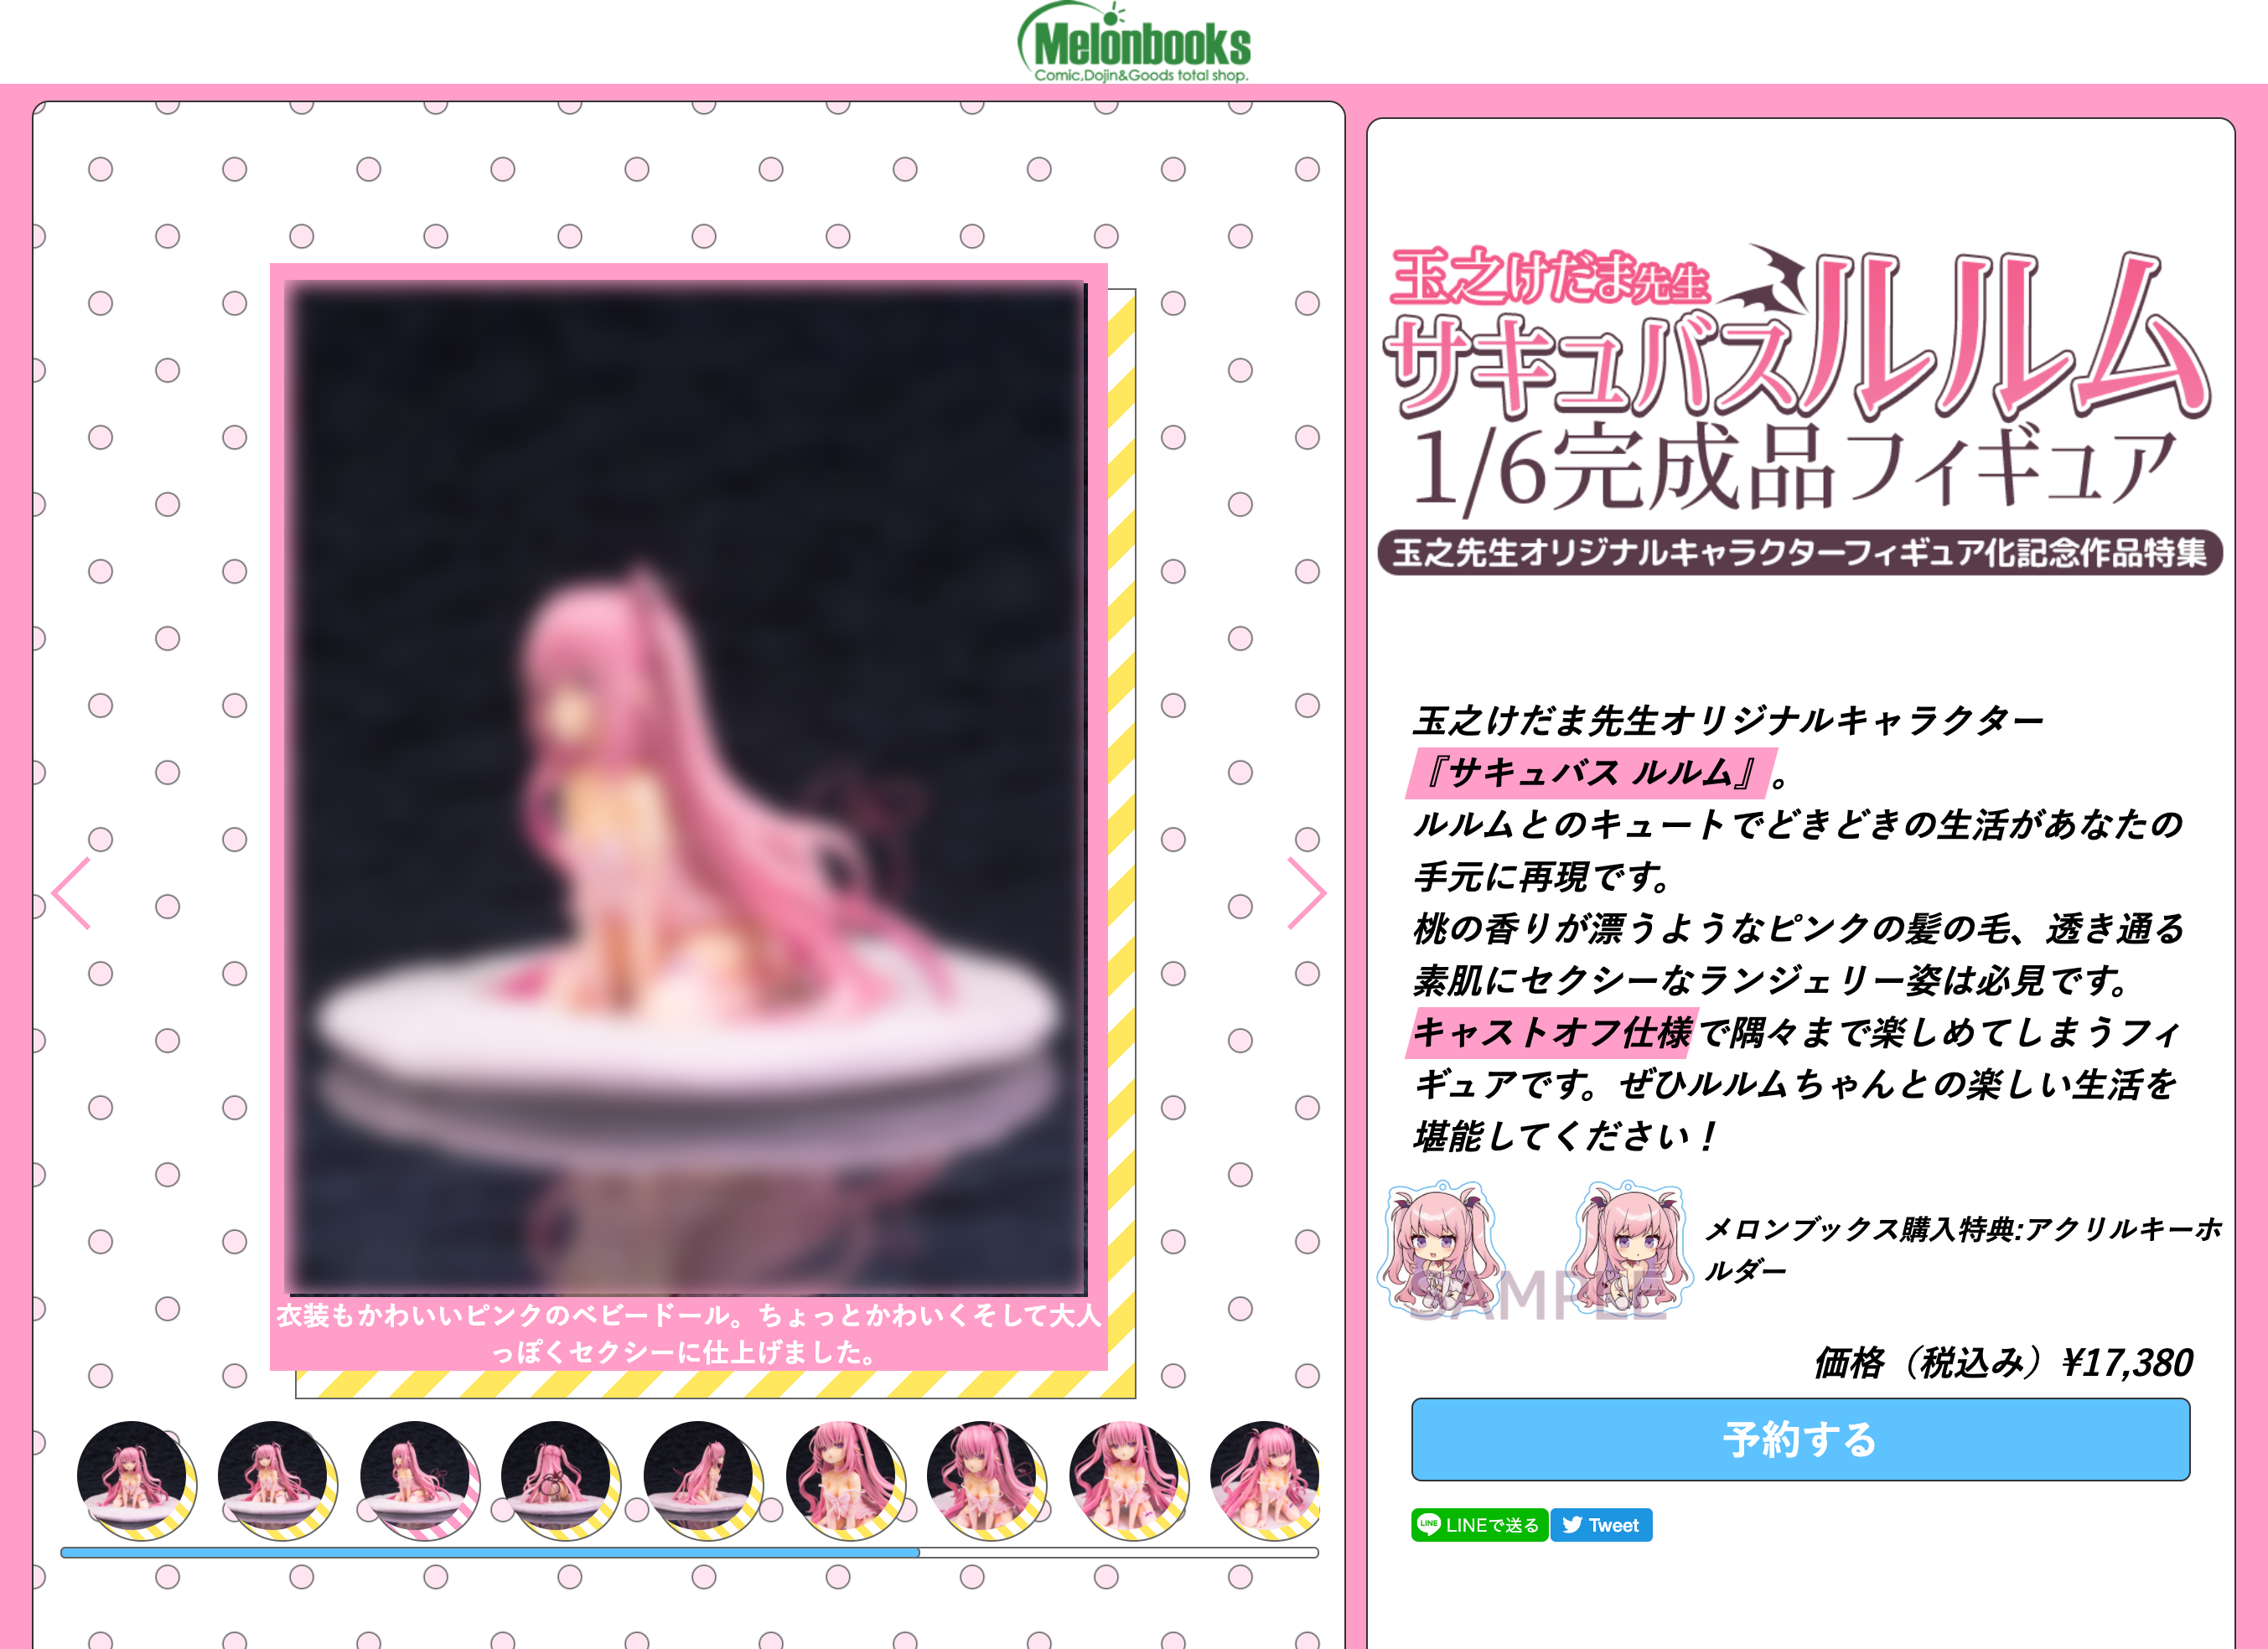 Melonbooks
Comic,Dojin&Goods total shop.
玉之けだま先生
サキュバスルルム
1/6完成品フィギュア
玉之先生オリジナルキャラクターフィギュア化記念作品特集
玉之けだま先生オリジナルキャラクター
『サキュバス ルルム』。
ルルムとのキュートでどきどきの生活があなたの
手元に再現です。
桃の香りが漂うようなピンクの髪の毛、透き通る
素肌にセクシーなランジェリー姿は必見です。
キャストオフ仕様で隅々まで楽しめてしまうフィ
ギュアです。ぜひルルムちゃんとの楽しい生活を
堪能してください！
SAMPLE
メロンブックス購入特典:アクリルキーホ
ルダー
価格（税込み）¥17,380
予約する
LINE LINEで送る
Tweet
衣装もかわいいピンクのベビードール。ちょっとかわいくそして大人
っぽくセクシーに仕上げました。